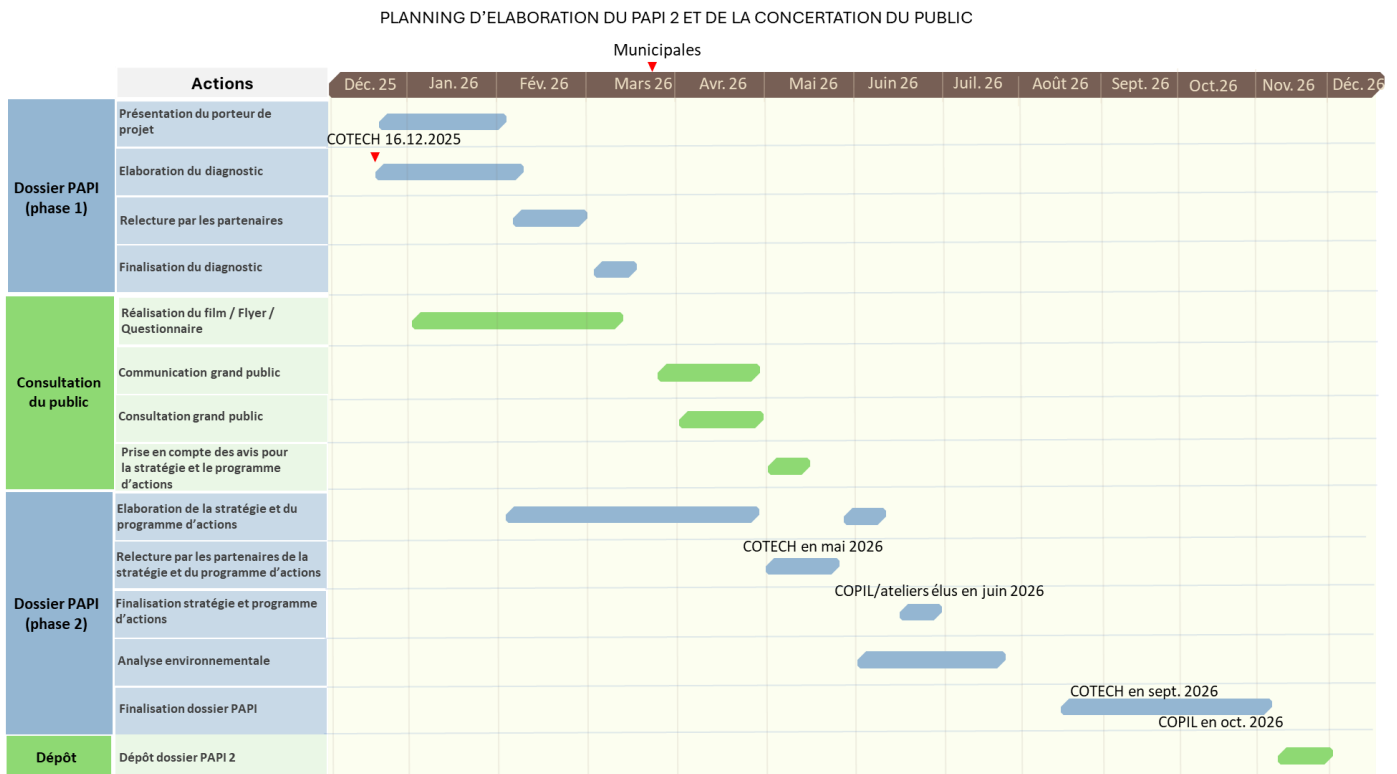 PLANNING D’ELABORATION DU PAPI 2 ET DE LA CONCERTATION DU PUBLIC
Municipales
Actions
Déc. 25
Jan. 26
Fév. 26
Mars 26
Avr. 26
Mai 26
Juin 26
Juil. 26
Août 26
Sept. 26
Oct.26
Nov. 26
Déc. 26
Dossier PAPI
(phase 1)
Présentation du porteur de
projet
COTECH 16.12.2025
Elaboration du diagnostic
Relecture par les partenaires
Finalisation du diagnostic
Consultation
du public
Réalisation du film / Flyer /
Questionnaire
Communication grand public
Consultation grand public
Prise en compte des avis pour
la stratégie et le programme
d’actions
Dossier PAPI
(phase 2)
Elaboration de la stratégie et du
programme d’actions
COTECH en mai 2026
Relecture par les partenaires de la
stratégie et du programme d’actions
COPIL/ateliers élus en juin 2026
Finalisation stratégie et programme
d’actions
Analyse environnementale
COTECH en sept. 2026
Finalisation dossier PAPI
COPIL en oct. 2026
Dépôt
Dépôt dossier PAPI 2